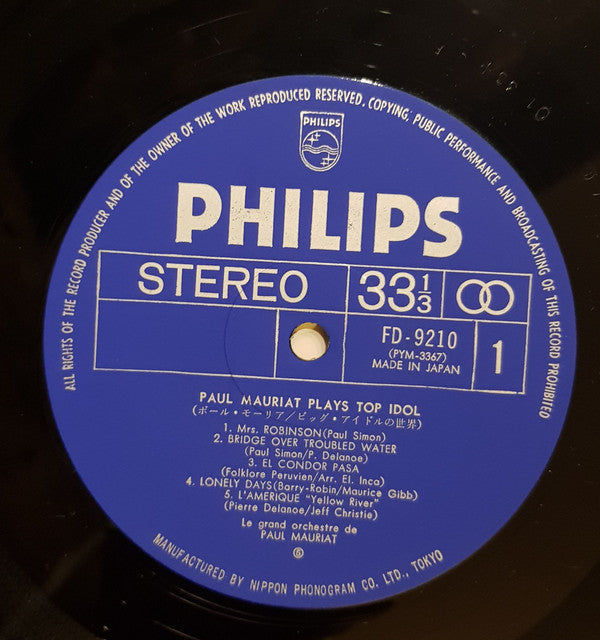 ALL RIGHTS OF THE RECORD PRODUCER AND OF THE OWNER OF THE WORK REPRODUCED RESERVED, COPYING, PUBLIC PERFORMANCE AND BROADCASTING OF THIS RECORD PROHIBITED
PHILIPS
PHILIPS
STEREO
33 1/3
FD-9210
(PYM-3367)
MADE IN JAPAN
1
PAUL MAURIAT PLAYS TOP IDOL
(ポール・モーリア/ビッグ・アイドルの世界)
1. Mrs. ROBINSON(Paul Simon)
2. BRIDGE OVER TROUBLED WATER
(Paul Simon/P. Delanoe)
3. EL CONDOR PASA
(Folklore Peruvien/Arr. El. Inca)
4. LONELY DAYS(Barry-Robin/Maurice Gibb)
5. L'AMERIQUE "Yellow River"
(Pierre Delanoe/Jeff Christie)
Le grand orchestre de
PAUL MAURIAT
MANUFACTURED BY NIPPON PHONOGRAM CO. LTD., TOKYO